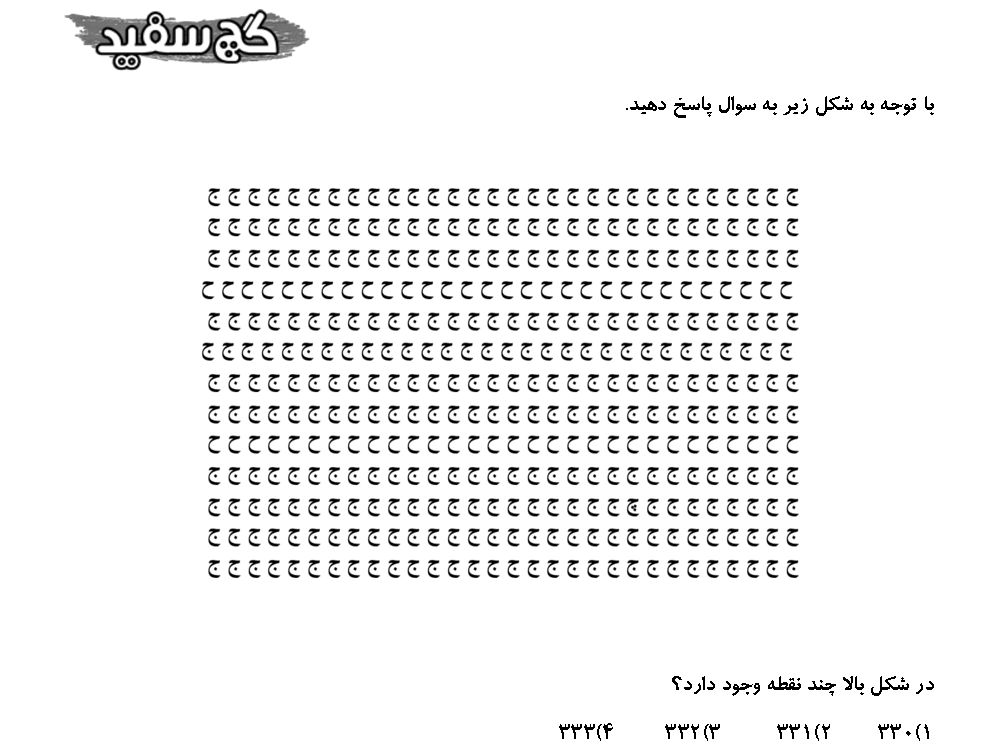 گچ سفید
با توجه به شکل زیر به سوال پاسخ دهید.
ج ج ج ج ج ج ج ج ج ج ج ج ج ج ج ج ج ج ج ج ج ج ج ج ج ج ج ج ج ج
ج ج ج ج ج ج ج ج ج ج ج ج ج ج ج ج ج ج ج ج ج ج ج ج ج ج ج ج ج ج
ج ج ج ج ج ج ج ج ج ج ج ج ج ج ج ج ج ج ج ج ج ج ج ج ج ج ج ج ج ج
ح ح ح ح ح ح ح ح ح ح ح ح ح ح ح ح ح ح ح ح ح ح ح ح ح ح ح ح ح ح
ج ج ج ج ج ج ج ج ج ج ج ج ج ج ج ج ج ج ج ج ج ج ج ج ج ج ج ج ج ج
ج ج ج ج ج ج ج ج ج ج ج ج ج ج ج ج ج ج ج ج ج ج ج ج ج ج ج ج ج ج
ج ج ج ج ج ج ج ج ج ج ج ج ج ج ج ج ج ج ج ج ج ج ج ج ج ج ج ج ج ج
ج ج ج ج ج ج ج ج ج ج ج ج ج ج ج ج ج ج ج ج ج ج ج ج ج ج ج ج ج ج
ح ح ح ح ح ح ح ح ح ح ح ح ح ح ح ح ح ح ح ح ح ح ح ح ح ح ح ح ح ح
ج ج ج ج ج ج ج ج ج ج ج ج ج ج ج ج ج ج ج ج ج ج ج ج ج ج ج ج ج ج
ج ج ج ج ج ج ج ج چ ج ج ج ج ج ج ج ج ج ج ج ج ج ج ج ج ج ج ج ج ج
ج ج ج ج ج ج ج ج ج ج ج ج ج ج ج ج ج ج ج ج ج ج ج ج ج ج ج ج ج ج
ج ج ج ج ج ج ج ج ج ج ج ج ج ج ج ج ج ج ج ج ج ج ج ج ج ج ج ج ج ج
در شکل بالا چند نقطه وجود دارد؟
۱)۳۳۰ ۲)۳۳۱ ۳)۳۳۲ ۴)۳۳۳